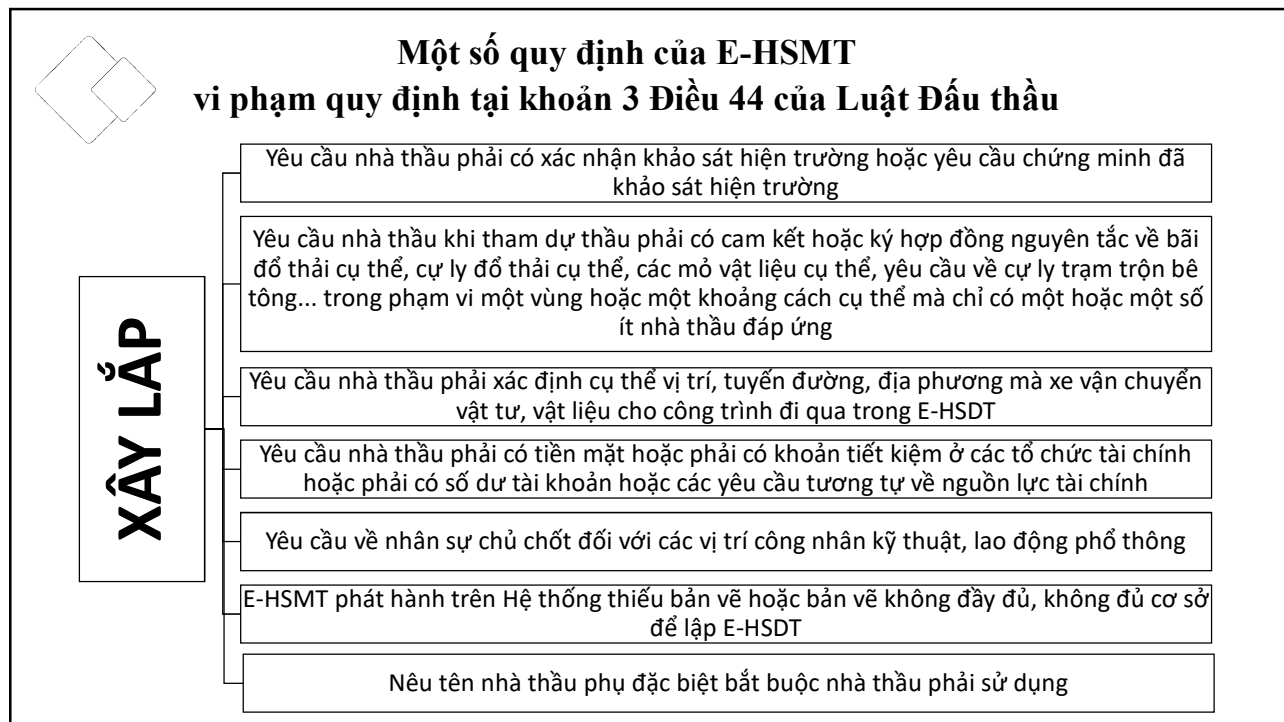 Một số quy định của E-HSMT
vi phạm quy định tại khoản 3 Điều 44 của Luật Đấu thầu
XÂY LẮP
Yêu cầu nhà thầu phải có xác nhận khảo sát hiện trường hoặc yêu cầu chứng minh đã
khảo sát hiện trường
Yêu cầu nhà thầu khi tham dự thầu phải có cam kết hoặc ký hợp đồng nguyên tắc về bãi
đổ thải cụ thể, cự ly đổ thải cụ thể, các mỏ vật liệu cụ thể, yêu cầu về cự ly trạm trộn bê
tông... trong phạm vi một vùng hoặc một khoảng cách cụ thể mà chỉ có một hoặc một số
ít nhà thầu đáp ứng
Yêu cầu nhà thầu phải xác định cụ thể vị trí, tuyến đường, địa phương mà xe vận chuyển
vật tư, vật liệu cho công trình đi qua trong E-HSDT
Yêu cầu nhà thầu phải có tiền mặt hoặc phải có khoản tiết kiệm ở các tổ chức tài chính
hoặc phải có số dư tài khoản hoặc các yêu cầu tương tự về nguồn lực tài chính
Yêu cầu về nhân sự chủ chốt đối với các vị trí công nhân kỹ thuật, lao động phổ thông
E-HSMT phát hành trên Hệ thống thiếu bản vẽ hoặc bản vẽ không đầy đủ, không đủ cơ sở
để lập E-HSDT
Nêu tên nhà thầu phụ đặc biệt bắt buộc nhà thầu phải sử dụng